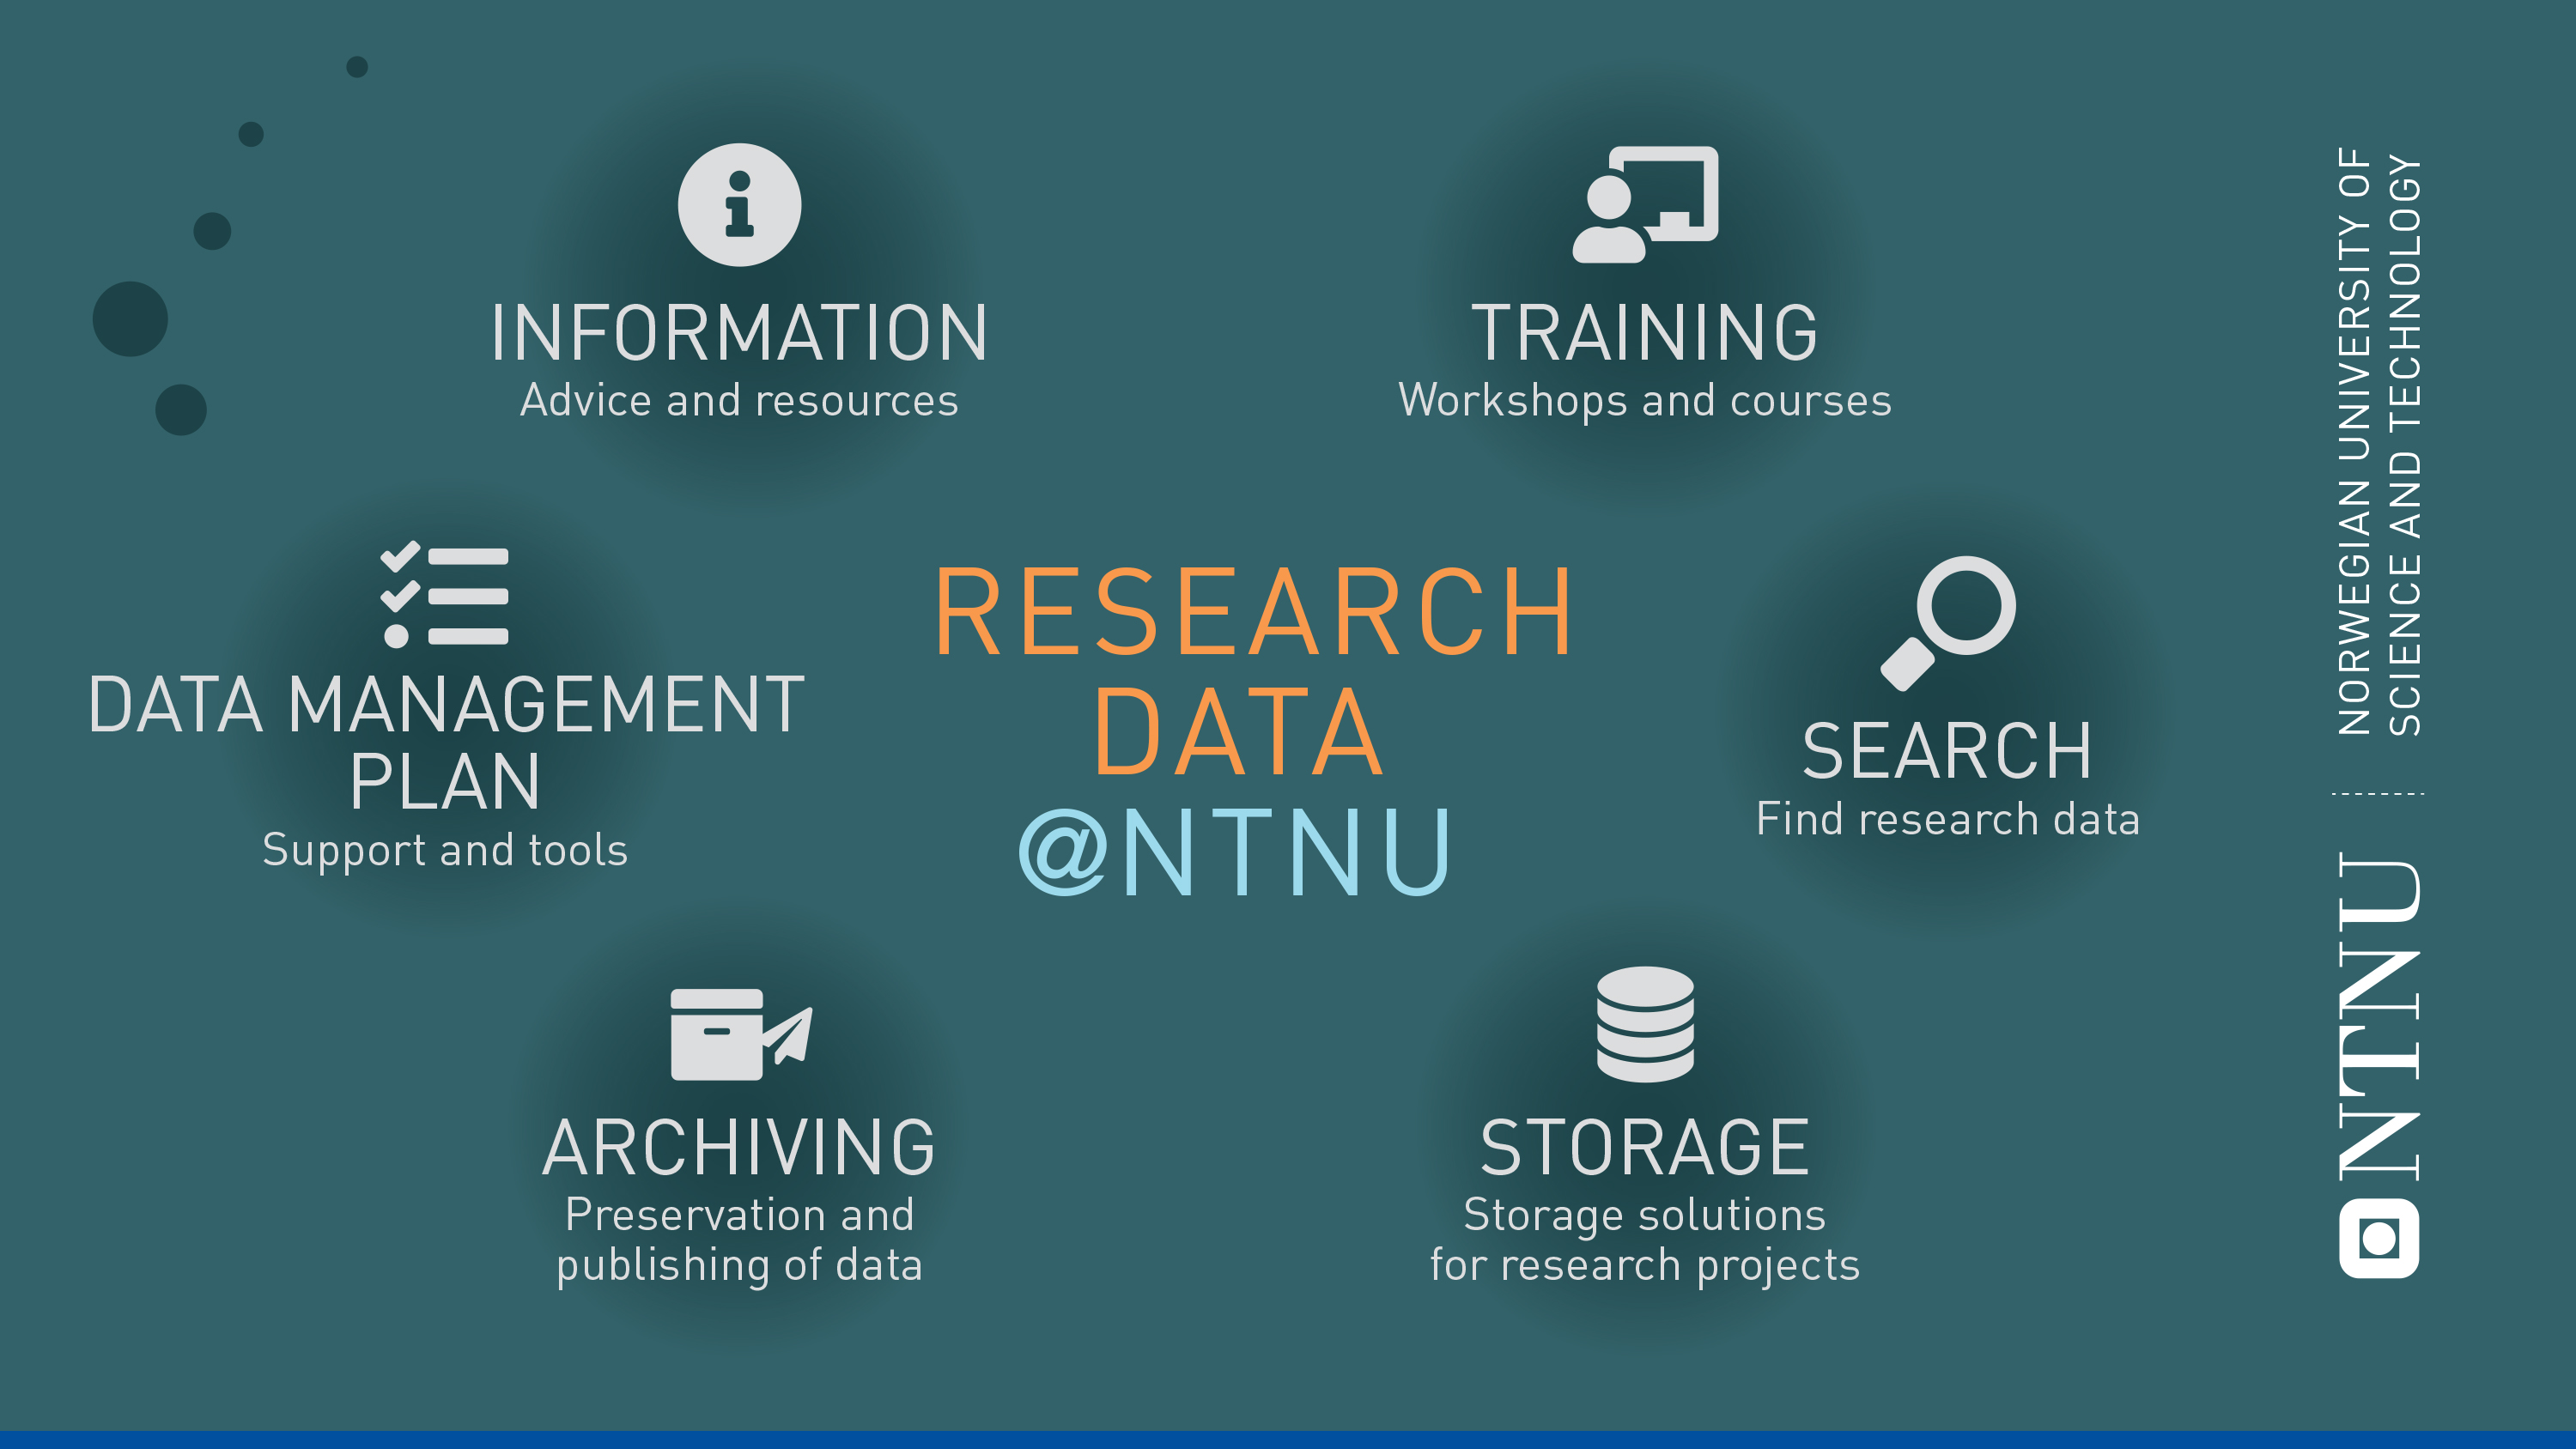 INFORMATION
Advice and resources
TRAINING
Workshops and courses
DATA MANAGEMENT
PLAN
Support and tools
RESEARCH
DATA
@NTNU
SEARCH
Find research data
ARCHIVING
Preservation and
publishing of data
STORAGE
Storage solutions
for research projects
NTNU
NORWEGIAN UNIVERSITY OF
SCIENCE AND TECHNOLOGY